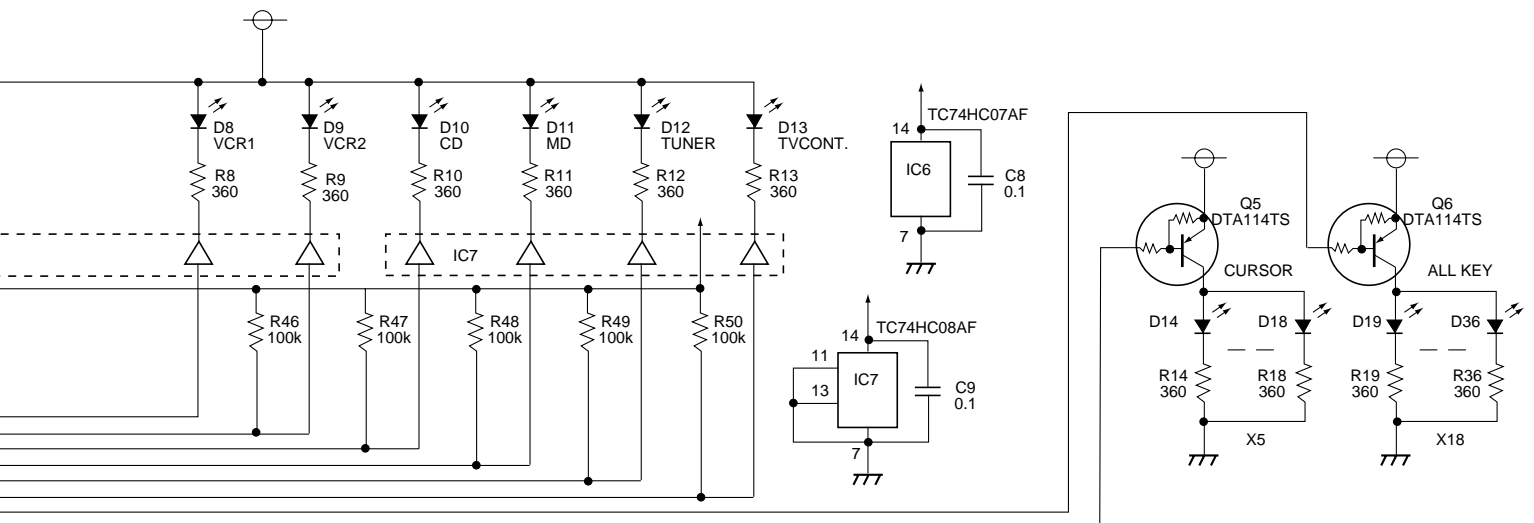 D8
VCR1
D9
VCR2
D10
CD
D11
MD
D12
TUNER
D13
TVCONT.
R8
360
R9
360
R10
360
R11
360
R12
360
R13
360
IC7
R46
100k
R47
100k
R48
100k
R49
100k
R50
100k
TC74HC07AF
14
IC6
C8
0.1
7
TC74HC08AF
14
11
13
IC7
C9
0.1
7
Q5
DTA114TS
CURSOR
D14
D18
R14
360
R18
360
X5
Q6
DTA114TS
ALL KEY
D19
D36
R19
360
R36
360
X18